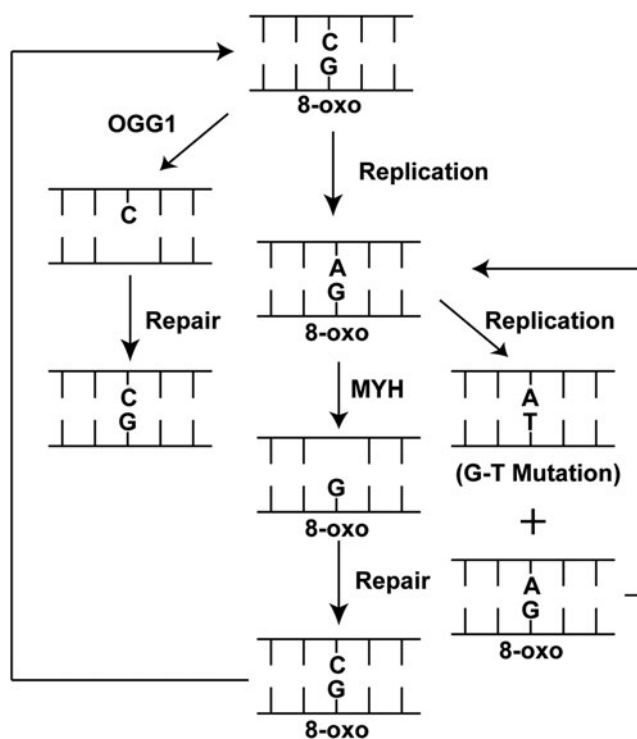 C
G
8-oxo
OGG1
Replication
C
A
G
8-oxo
Repair
Replication
C
G
MYH
A
T
(G-T Mutation)
G
8-oxo
+
Repair
A
G
8-oxo
C
G
8-oxo